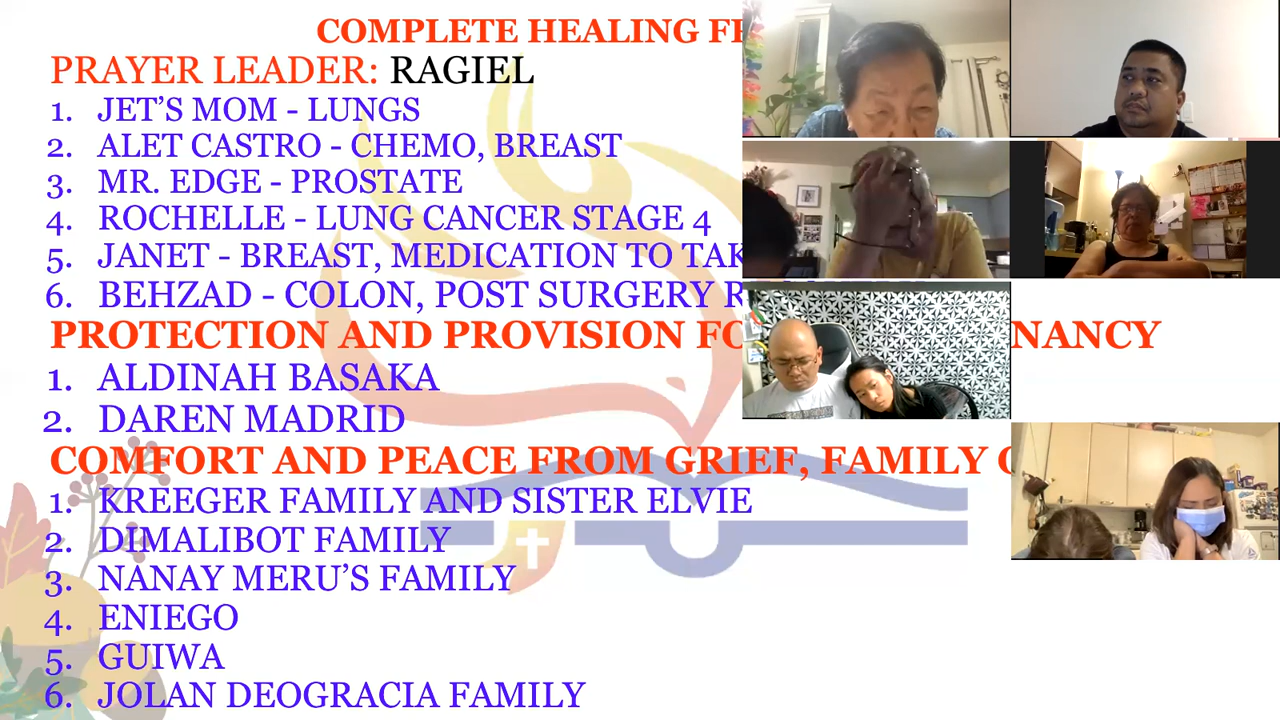 COMPLETE HEALING
PRAYER LEADER: RAGIEL
1. JET’S MOM - LUNGS
2. ALET CASTRO - CHEMO, BREAST
3. MR. EDGE - PROSTATE
4. ROCHELLE - LUNG CANCER STAGE 4
5. JANET - BREAST, MEDICATION TO
6. BEHZAD - COLON, POST SURGERY
PROTECTION AND PROVISION
1. ALDINAH BASAKA
2. DAREN MADRID
COMFORT AND PEACE FROM GRIEF, FAMILY
1. KREEGER FAMILY AND SISTER ELVIE
2. DIMALIBOT FAMILY
3. NANAY MERU’S FAMILY
4. ENIEGO
5. GUIWA
6. JOLAN DEOGRACIA FAMILY